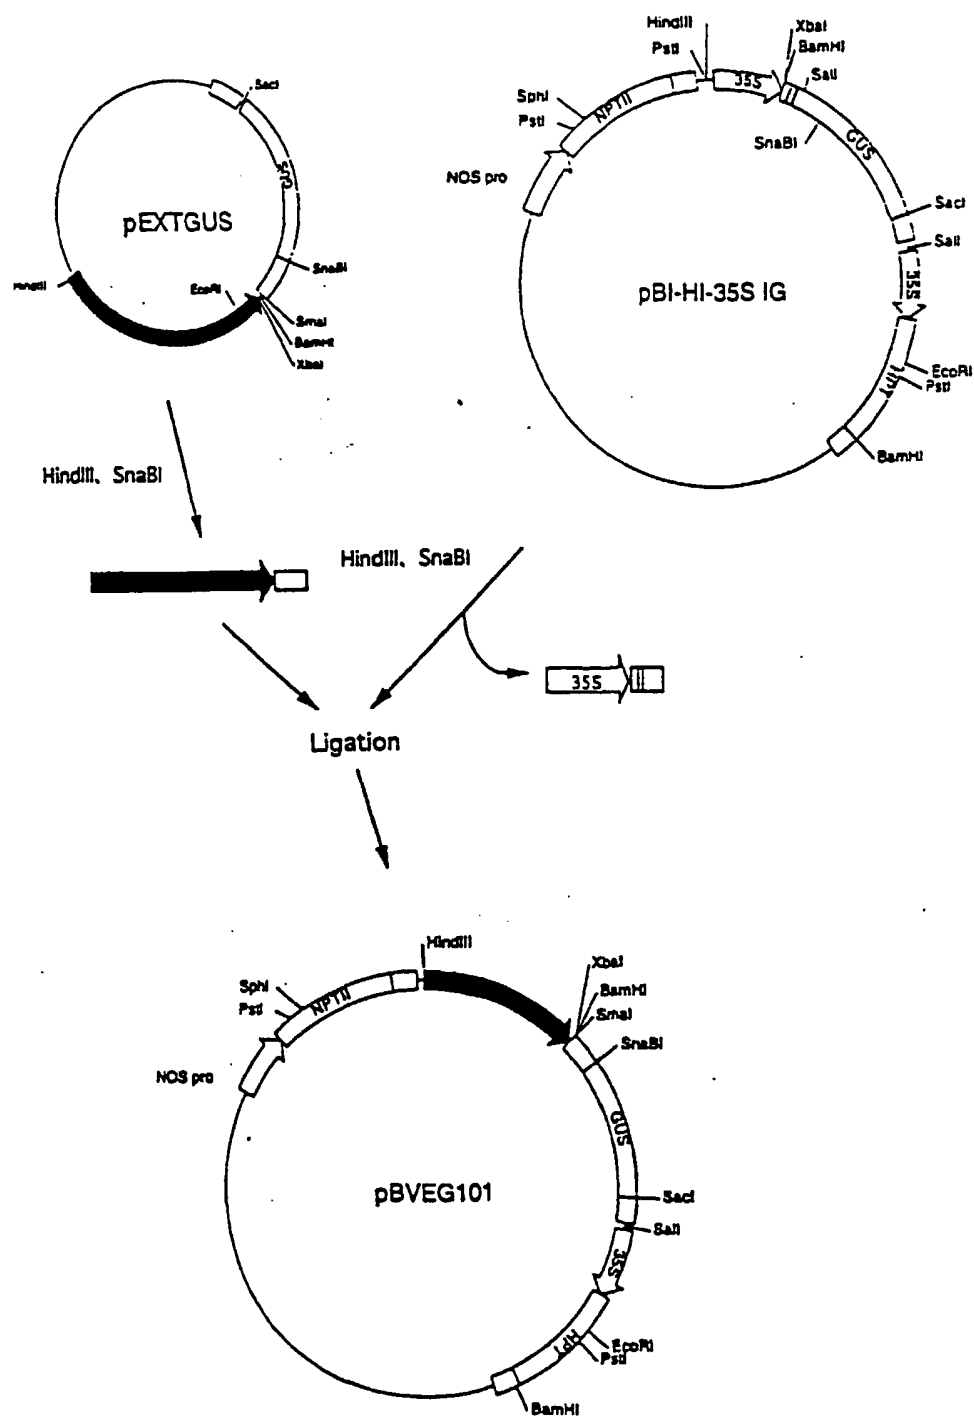 SacI
GUS
pEXTGUS
SnaBI
HindIII
EcoRI
SmaI
BamHI
XbaI
HindIII
PstI
XbaI
BamHI
SalI
35S
SphI
PstI
NPTII
SnaBI
GUS
NOS pro
SacI
SalI
35S
pBI-HI-35S IG
EcoRI
HPT
PstI
BamHI
HindIII、SnaBI
HindIII、SnaBI
35S
Ligation
HindIII
XbaI
SphI
BamHI
PstI
NPTII
SmaI
SnaBI
NOS pro
GUS
pBVEG101
SacI
SalI
35S
HPT
EcoRI
PstI
BamHI